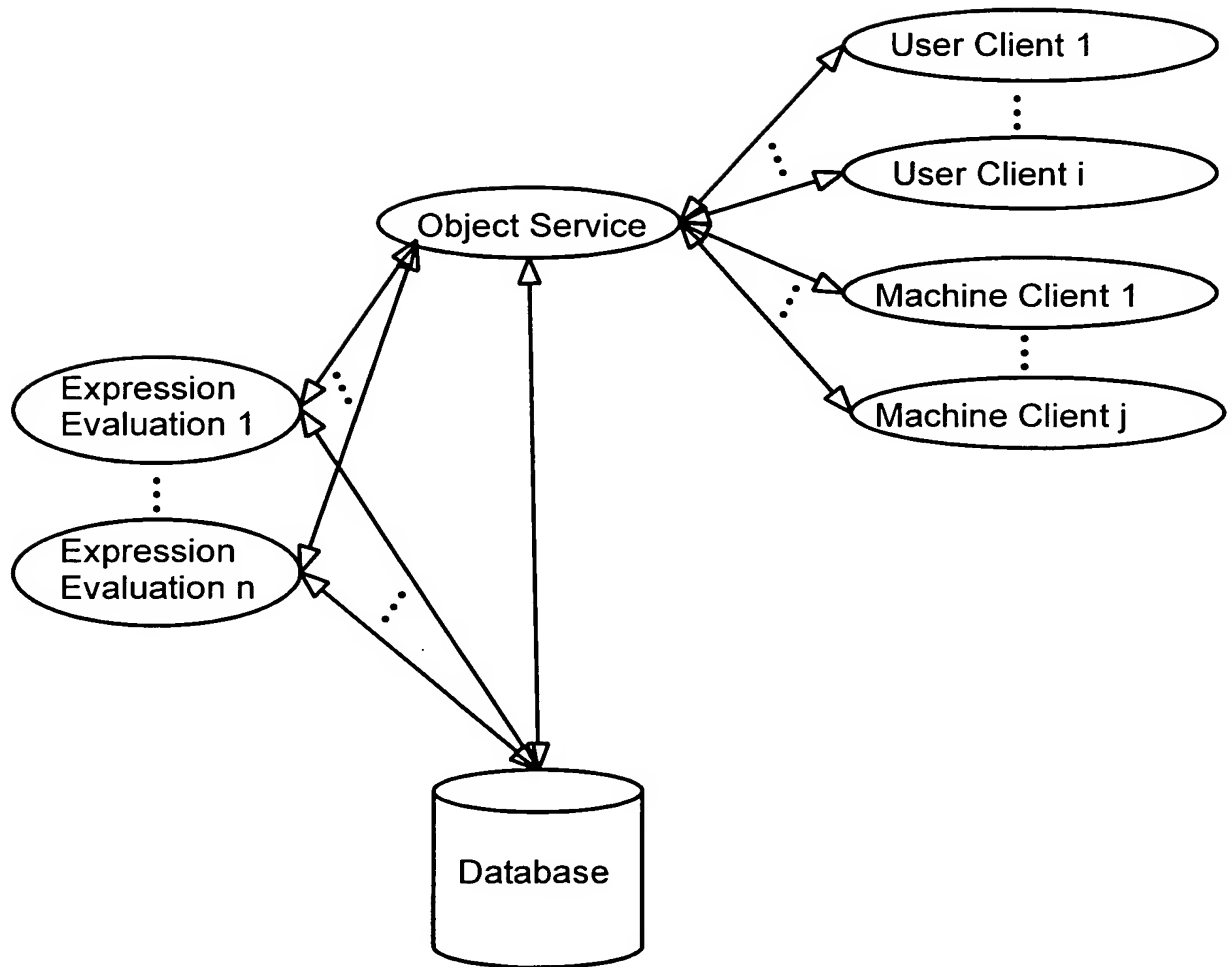 User Client 1
User Client i
Object Service
Machine Client 1
Machine Client j
Expression
Evaluation 1
Expression
Evaluation n
Database